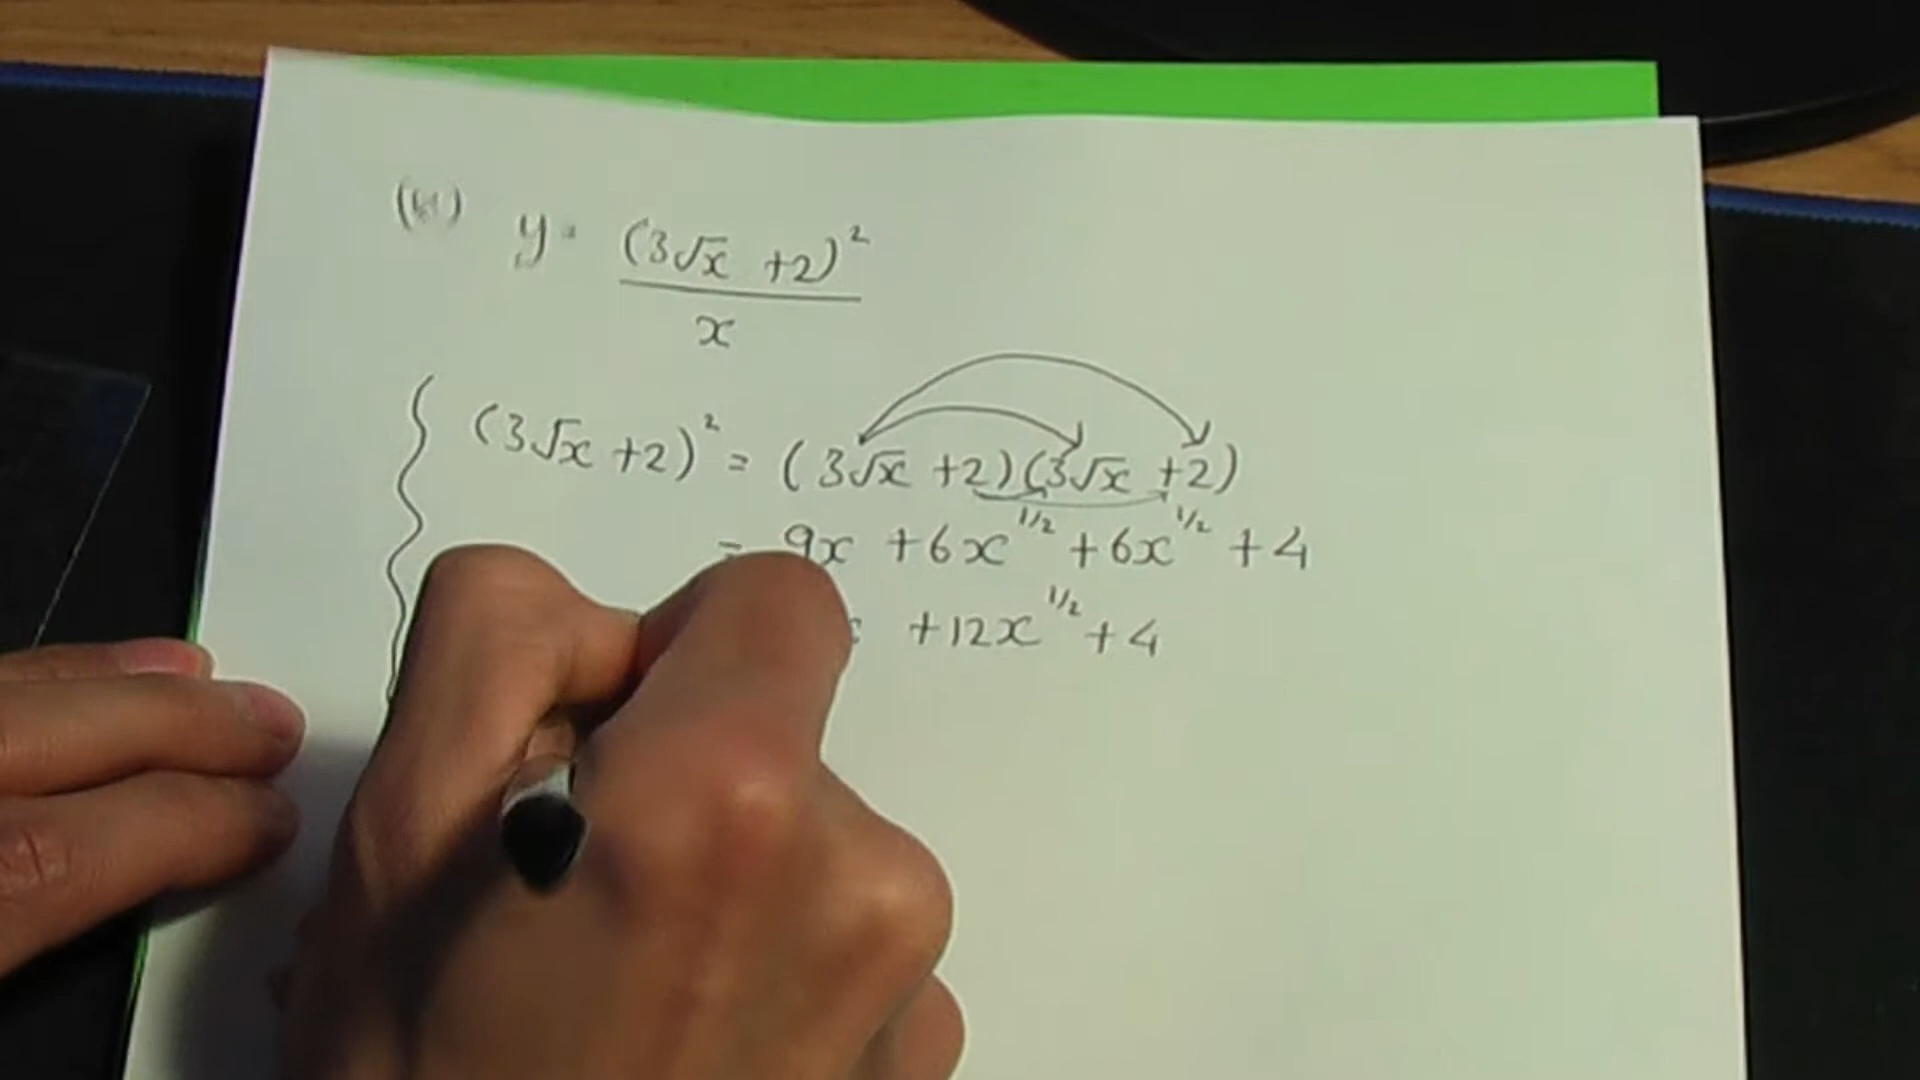 y = (3√x +2)²
x
(3√x +2)² = (3√x +2)(3√x +2)
= 9x +6x^1/2 +6x^1/2 +4
+12x^1/2 +4